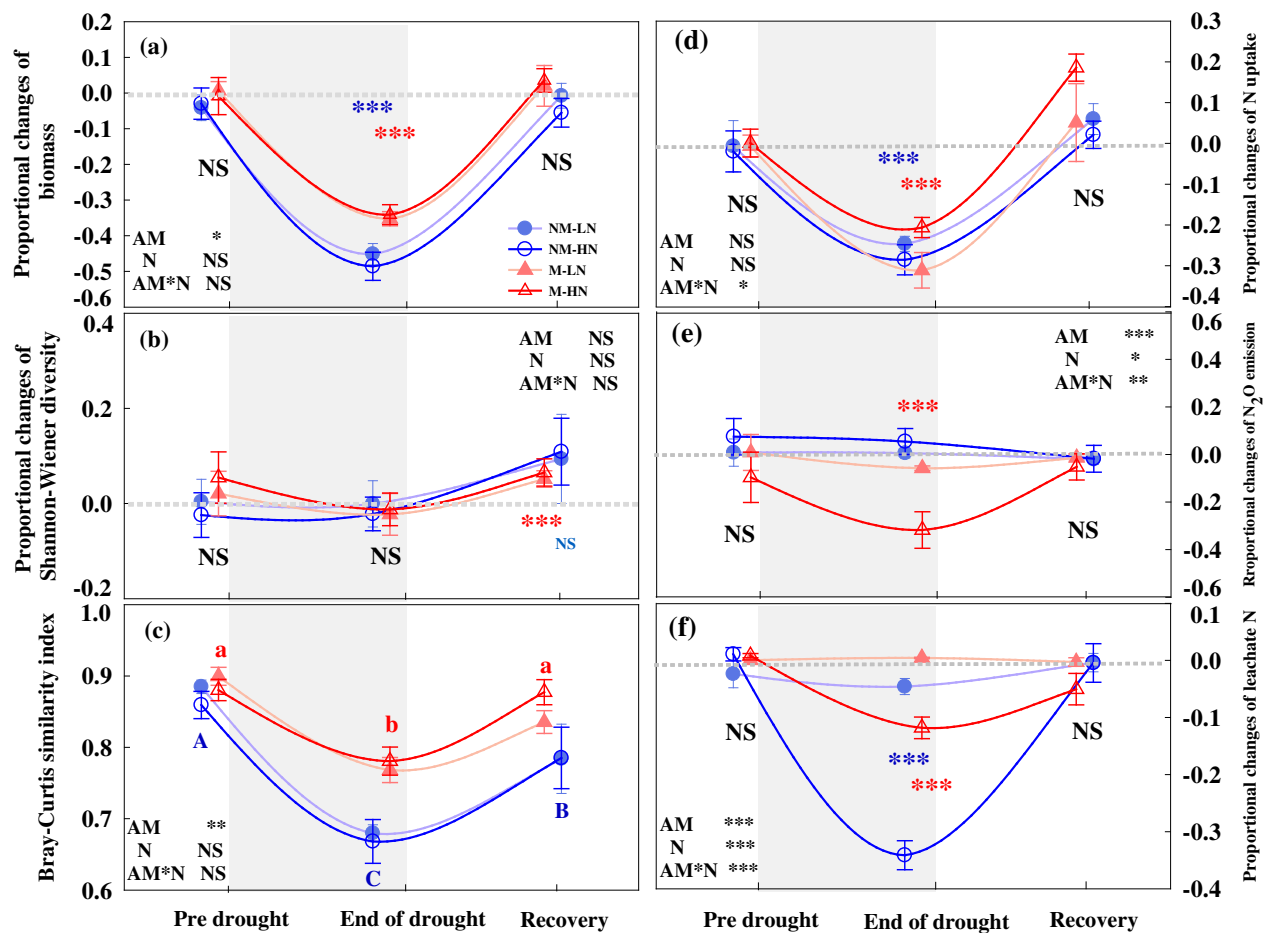 Proportional changes of
biomass
0.2
0.1
0.0
-0.1
-0.2
-0.3
-0.4
-0.5
-0.6
(a)
***
***
NS
NS
AM *
N NS
AM*N NS
NM-LN
NM-HN
M-LN
M-HN
(d)
***
***
NS
NS
AM NS
N NS
AM*N *
0.3
0.2
0.1
0.0
-0.1
-0.2
-0.3
-0.4
Proportional changes of N uptake
Proportional changes of
Shannon-Wiener diversity
0.4
0.2
0.0
-0.2
(b)
AM NS
N NS
AM*N NS
NS
NS
***
NS
(e)
AM ***
N *
AM*N **
***
NS
NS
0.6
0.4
0.2
0.0
-0.2
-0.4
-0.6
Rroportional changes of N2O emission
Bray-Curtis similarity index
1.0
0.9
0.8
0.7
0.6
(c)
a
a
b
A
B
C
AM **
N NS
AM*N NS
Pre drought End of drought Recovery
(f)
NS
NS
***
***
AM ***
N ***
AM*N ***
0.1
0.0
-0.1
-0.2
-0.3
-0.4
Proportional changes of leachate N
Pre drought End of drought Recovery